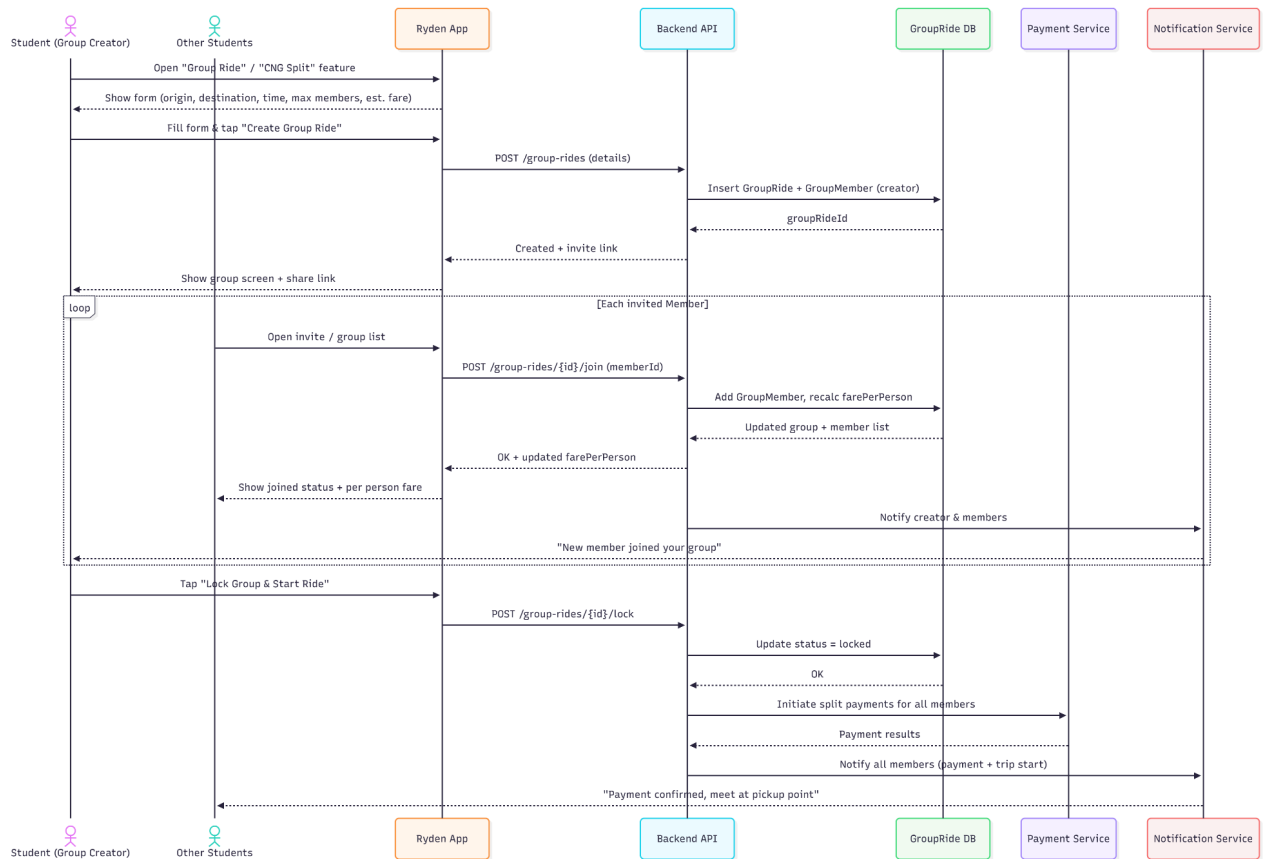 Student (Group Creator)
Other Students
Ryden App
Backend API
GroupRide DB
Payment Service
Notification Service
Open "Group Ride" / "CNG Split" feature
Show form (origin, destination, time, max members, est. fare)
Fill form & tap "Create Group Ride"
POST /group-rides (details)
Insert GroupRide + GroupMember (creator)
groupRideId
Created + invite link
Show group screen + share link
loop
[Each invited Member]
Open invite / group list
POST /group-rides/{id}/join (memberId)
Add GroupMember, recalc farePerPerson
Updated group + member list
OK + updated farePerPerson
Show joined status + per person fare
Notify creator & members
"New member joined your group"
Tap "Lock Group & Start Ride"
POST /group-rides/{id}/lock
Update status = locked
OK
Initiate split payments for all members
Payment results
Notify all members (payment + trip start)
"Payment confirmed, meet at pickup point"
Student (Group Creator)
Other Students
Ryden App
Backend API
GroupRide DB
Payment Service
Notification Service